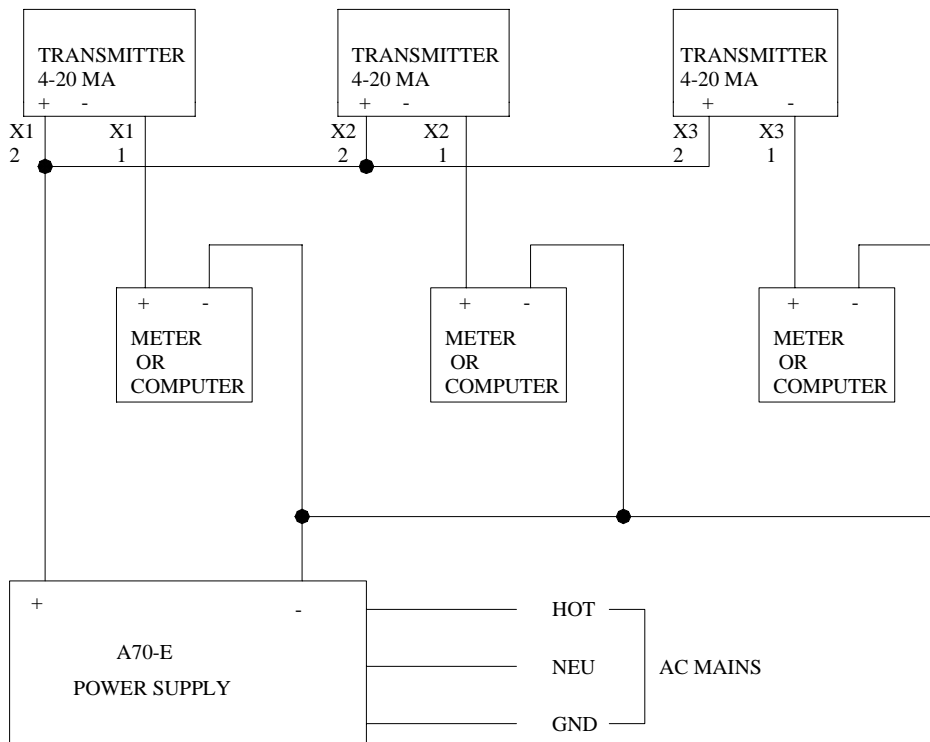 TRANSMITTER
4-20 MA
+ -
TRANSMITTER
4-20 MA
+ -
TRANSMITTER
4-20 MA
+ -
X1 X1 X2 X2 X3 X3
2 1 2 1 2 1
+ -
METER
OR
COMPUTER
+ -
METER
OR
COMPUTER
+ -
METER
OR
COMPUTER
+ -
A70-E
POWER SUPPLY
HOT
NEU
GND
AC MAINS